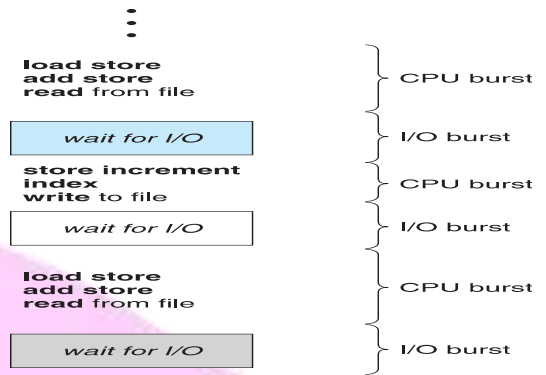 load store
add store
read from file
CPU burst
wait for I/O
I/O burst
store increment
index
write to file
CPU burst
wait for I/O
I/O burst
load store
add store
read from file
CPU burst
wait for I/O
I/O burst